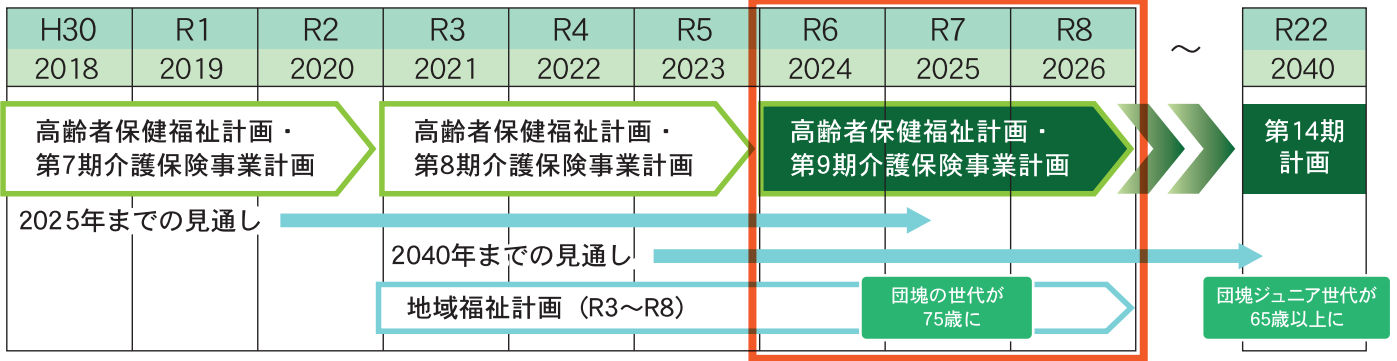 H30 R1 R2 R3 R4 R5 R6 R7 R8 ～ R22
2018 2019 2020 2021 2022 2023 2024 2025 2026 2040
高齢者保健福祉計画・
第7期介護保険事業計画
高齢者保健福祉計画・
第8期介護保険事業計画
高齢者保健福祉計画・
第9期介護保険事業計画
第14期
計画
2025年までの見通し
2040年までの見通し
地域福祉計画（R3～R8）
団塊の世代が
75歳に
団塊ジュニア世代が
65歳以上に